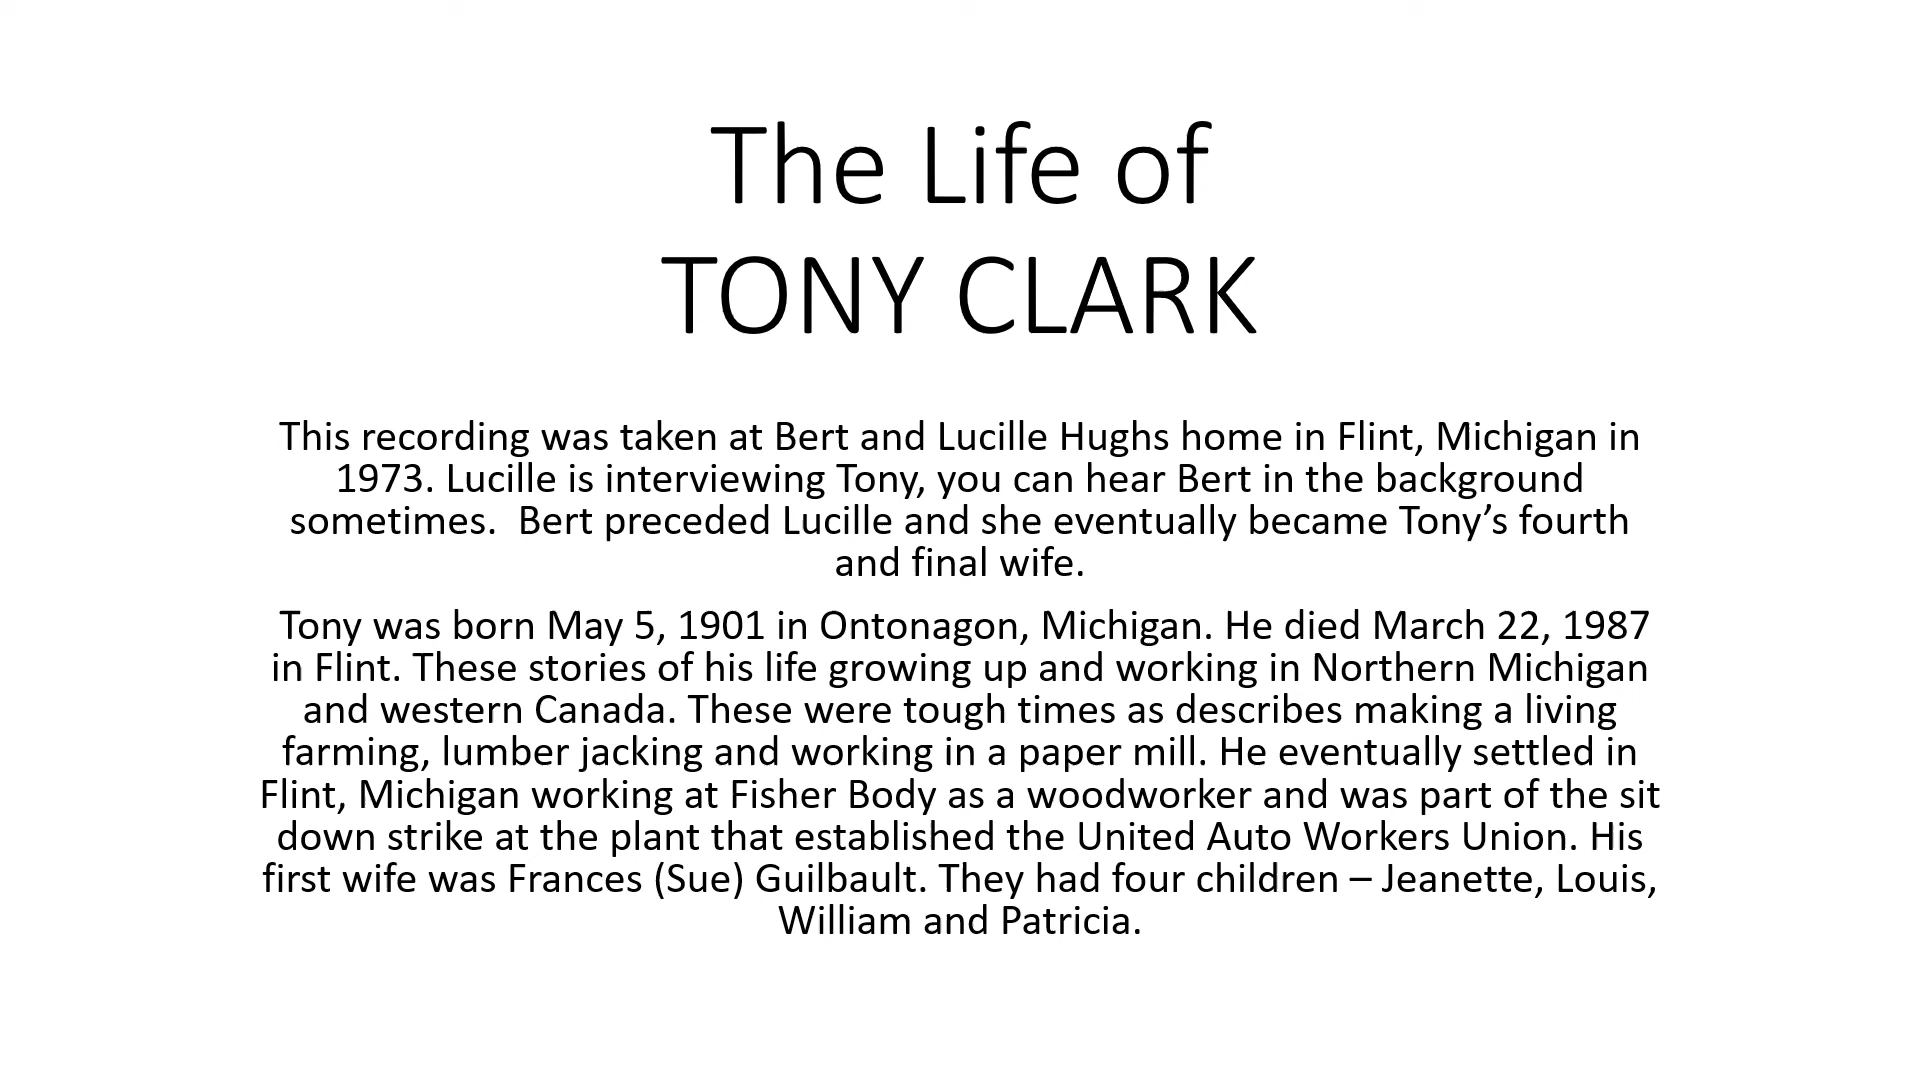 The Life of
TONY CLARK
This recording was taken at Bert and Lucille Hughs home in Flint, Michigan in
1973. Lucille is interviewing Tony, you can hear Bert in the background
sometimes.  Bert preceded Lucille and she eventually became Tony’s fourth
and final wife.
Tony was born May 5, 1901 in Ontonagon, Michigan. He died March 22, 1987
in Flint. These stories of his life growing up and working in Northern Michigan
and western Canada. These were tough times as describes making a living
farming, lumber jacking and working in a paper mill. He eventually settled in
Flint, Michigan working at Fisher Body as a woodworker and was part of the sit
down strike at the plant that established the United Auto Workers Union. His
first wife was Frances (Sue) Guilbault. They had four children – Jeanette, Louis,
William and Patricia.